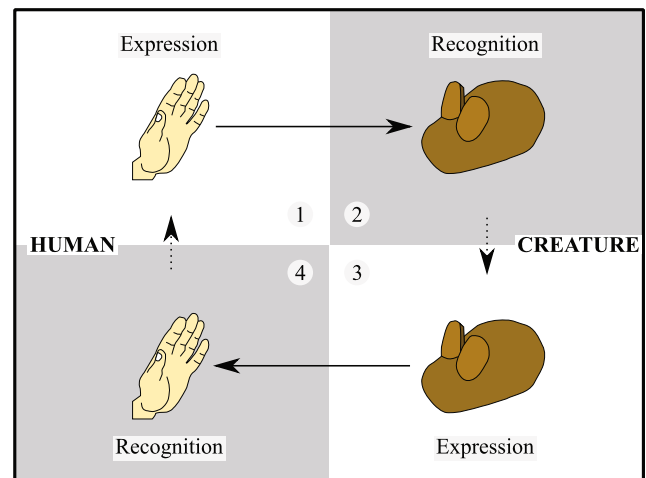 Expression
Recognition
1
2
HUMAN
CREATURE
4
3
Recognition
Expression